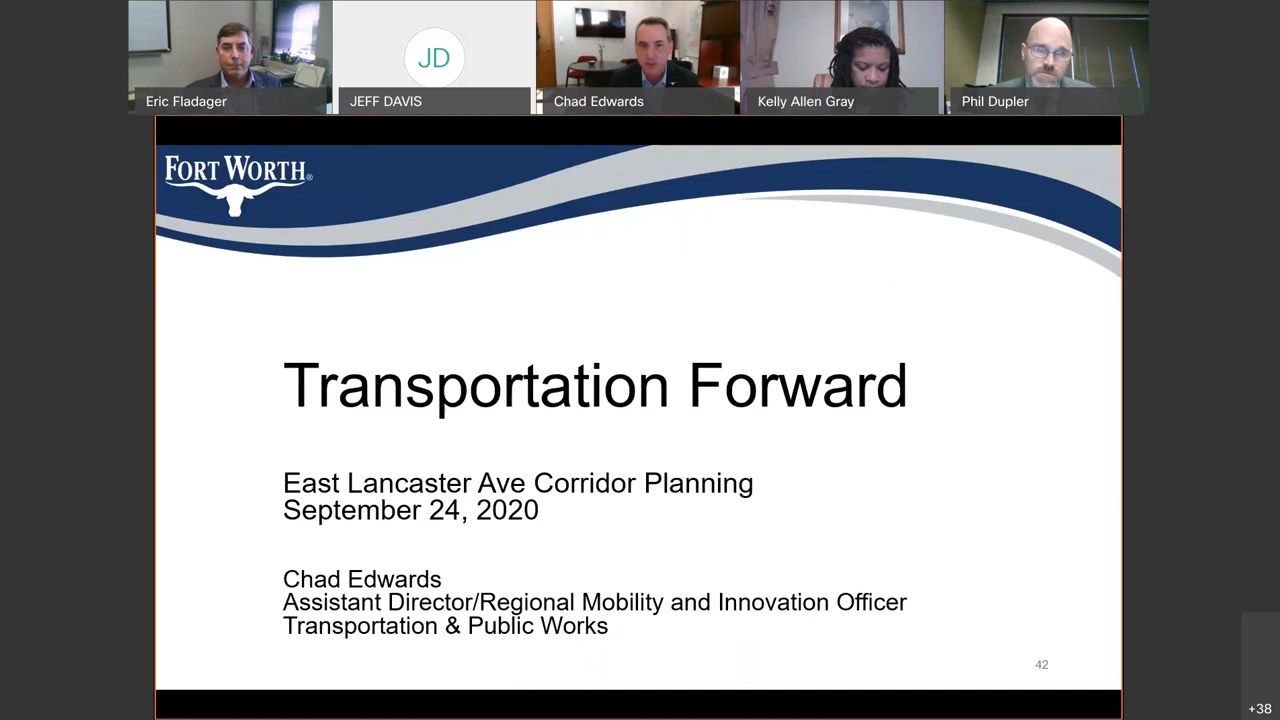 Eric Fladager
JD
JEFF DAVIS
Chad Edwards
Kelly Allen Gray
Phil Dupler
FORT WORTH®
Transportation Forward
East Lancaster Ave Corridor Planning
September 24, 2020
Chad Edwards
Assistant Director/Regional Mobility and Innovation Officer
Transportation & Public Works
42
+38